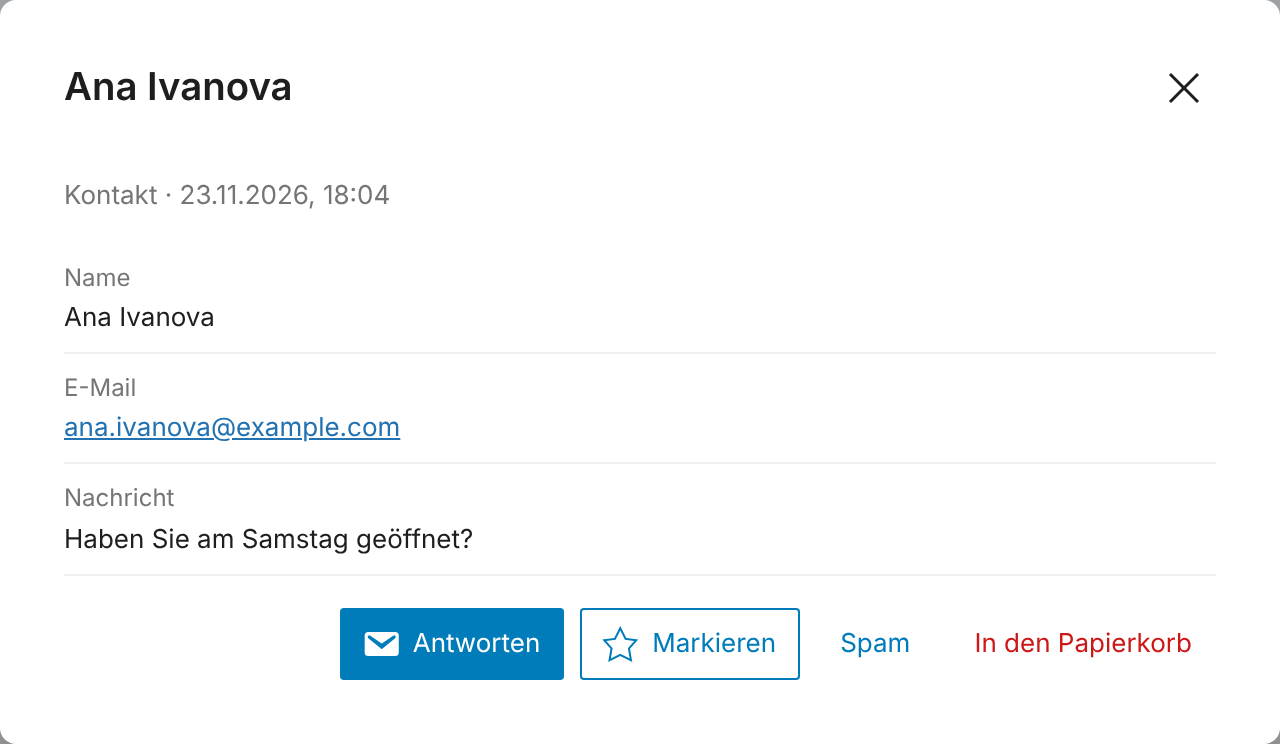 Ana Ivanova
Kontakt · 23.11.2026, 18:04
Name
Ana Ivanova
E-Mail
ana.ivanova@example.com
Nachricht
Haben Sie am Samstag geöffnet?
Antworten
Markieren
Spam
In den Papierkorb